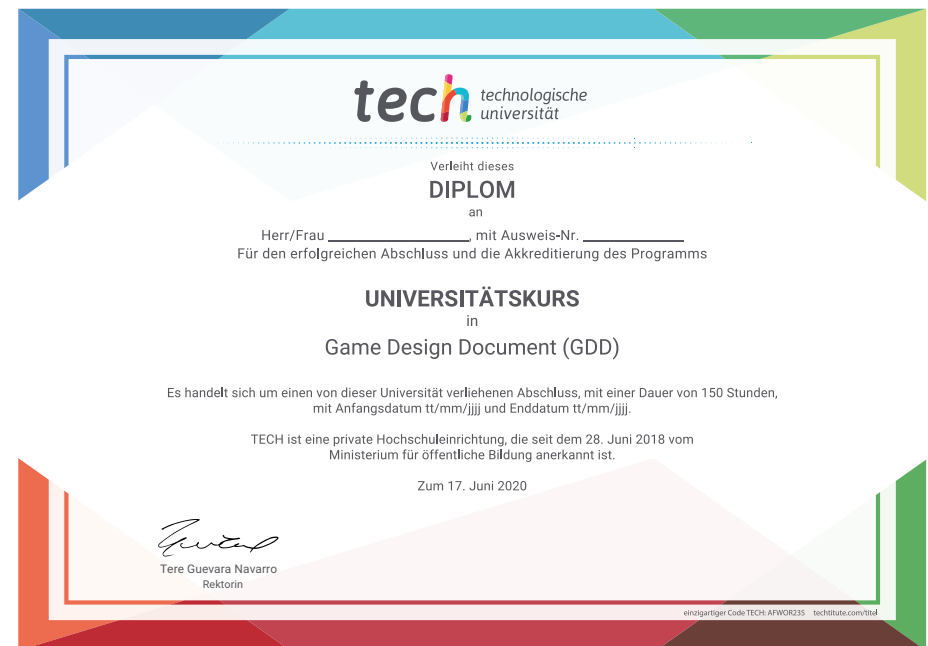 tech technologische
universität
Verleiht dieses
DIPLOM
an
Herr/Frau ____________________, mit Ausweis-Nr. ______________
Für den erfolgreichen Abschluss und die Akkreditierung des Programms
UNIVERSITÄTSKURS
in
Game Design Document (GDD)
Es handelt sich um einen von dieser Universität verliehenen Abschluss, mit einer Dauer von 150 Stunden,
mit Anfangsdatum tt/mm/jjjj und Enddatum tt/mm/jjjj.
TECH ist eine private Hochschuleinrichtung, die seit dem 28. Juni 2018 vom
Ministerium für öffentliche Bildung anerkannt ist.
Zum 17. Juni 2020
Tere Guevara Navarro
Rektorin
einzigartiger Code TECH: AFWOR23S techtitute.com/titel